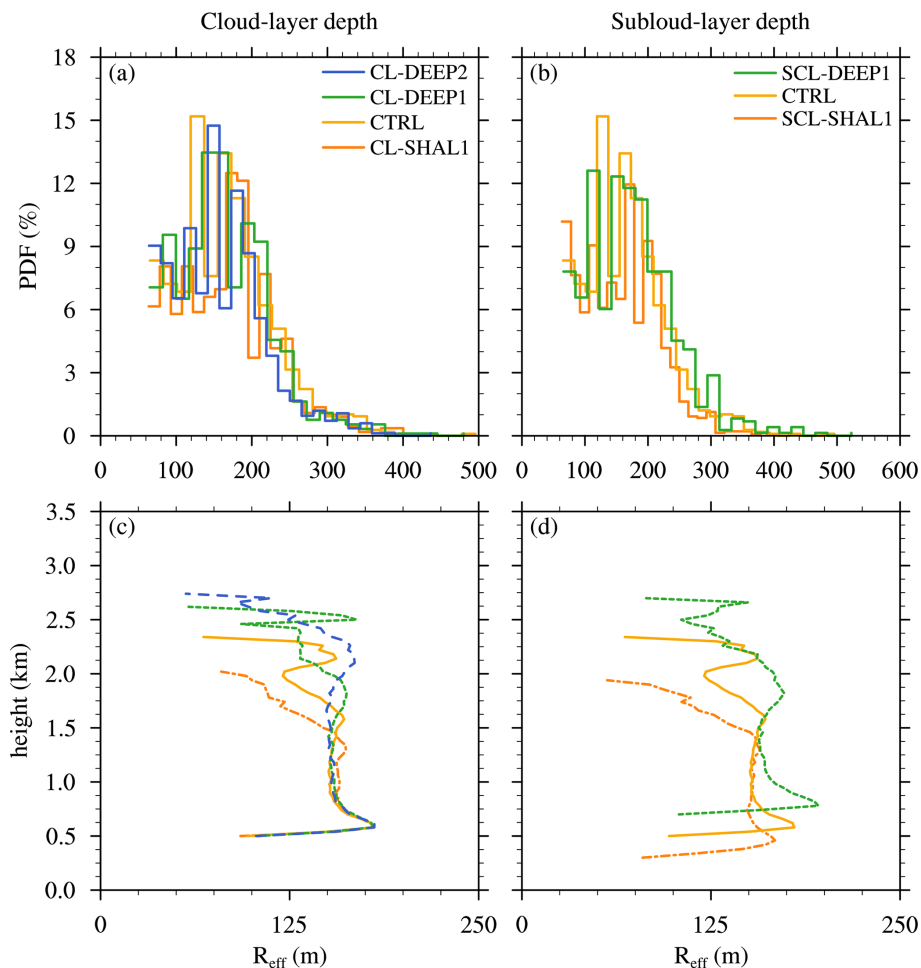 Cloud-layer depth
Subloud-layer depth
18
15
12
9
6
3
0
PDF (%)
(a)
CL-DEEP2
CL-DEEP1
CTRL
CL-SHAL1
0 100 200 300 400 500
(b)
SCL-DEEP1
CTRL
SCL-SHAL1
0 100 200 300 400 500 600
3.5
3.0
2.5
2.0
1.5
1.0
0.5
0.0
height (km)
(c)
0 125 250
R_eff (m)
(d)
0 125 250
R_eff (m)